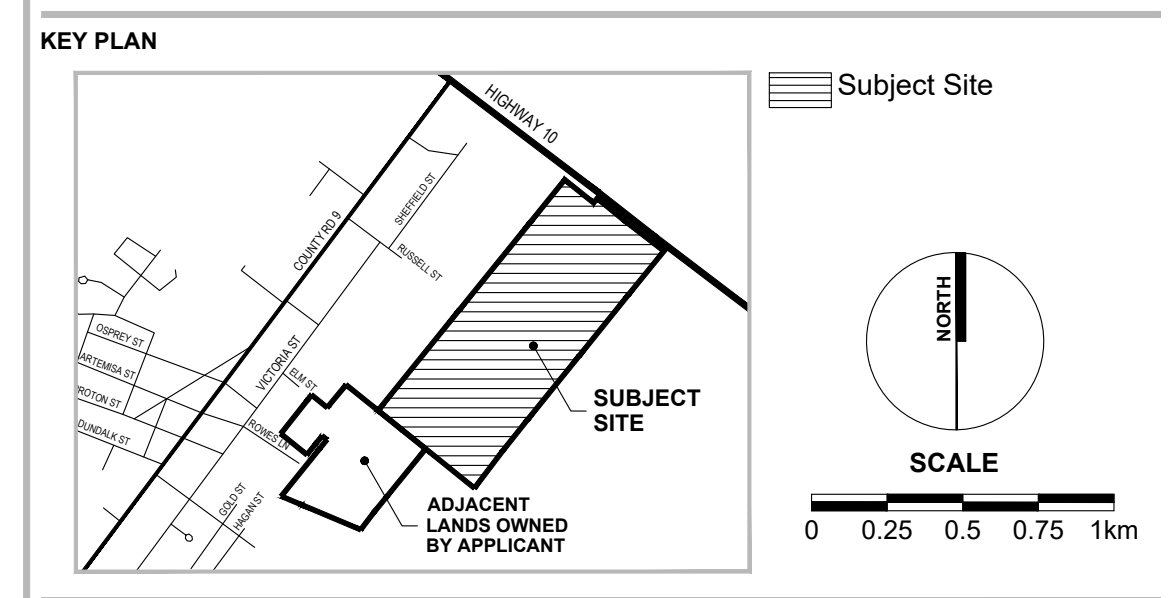 KEY PLAN
Subject Site
HIGHWAY 10
SHEFFIELD ST
COUNTY RD 9
RUSSELL ST
NORTH
OSPREY ST
VICTORIA ST
ARTEMISA ST
ELM ST
ROTON ST
SUBJECT
SITE
DUNDALK ST
ROWES LN
SCALE
GOLD ST
HAGAN ST
ADJACENT
LANDS OWNED
BY APPLICANT
0 0.25 0.5 0.75 1km